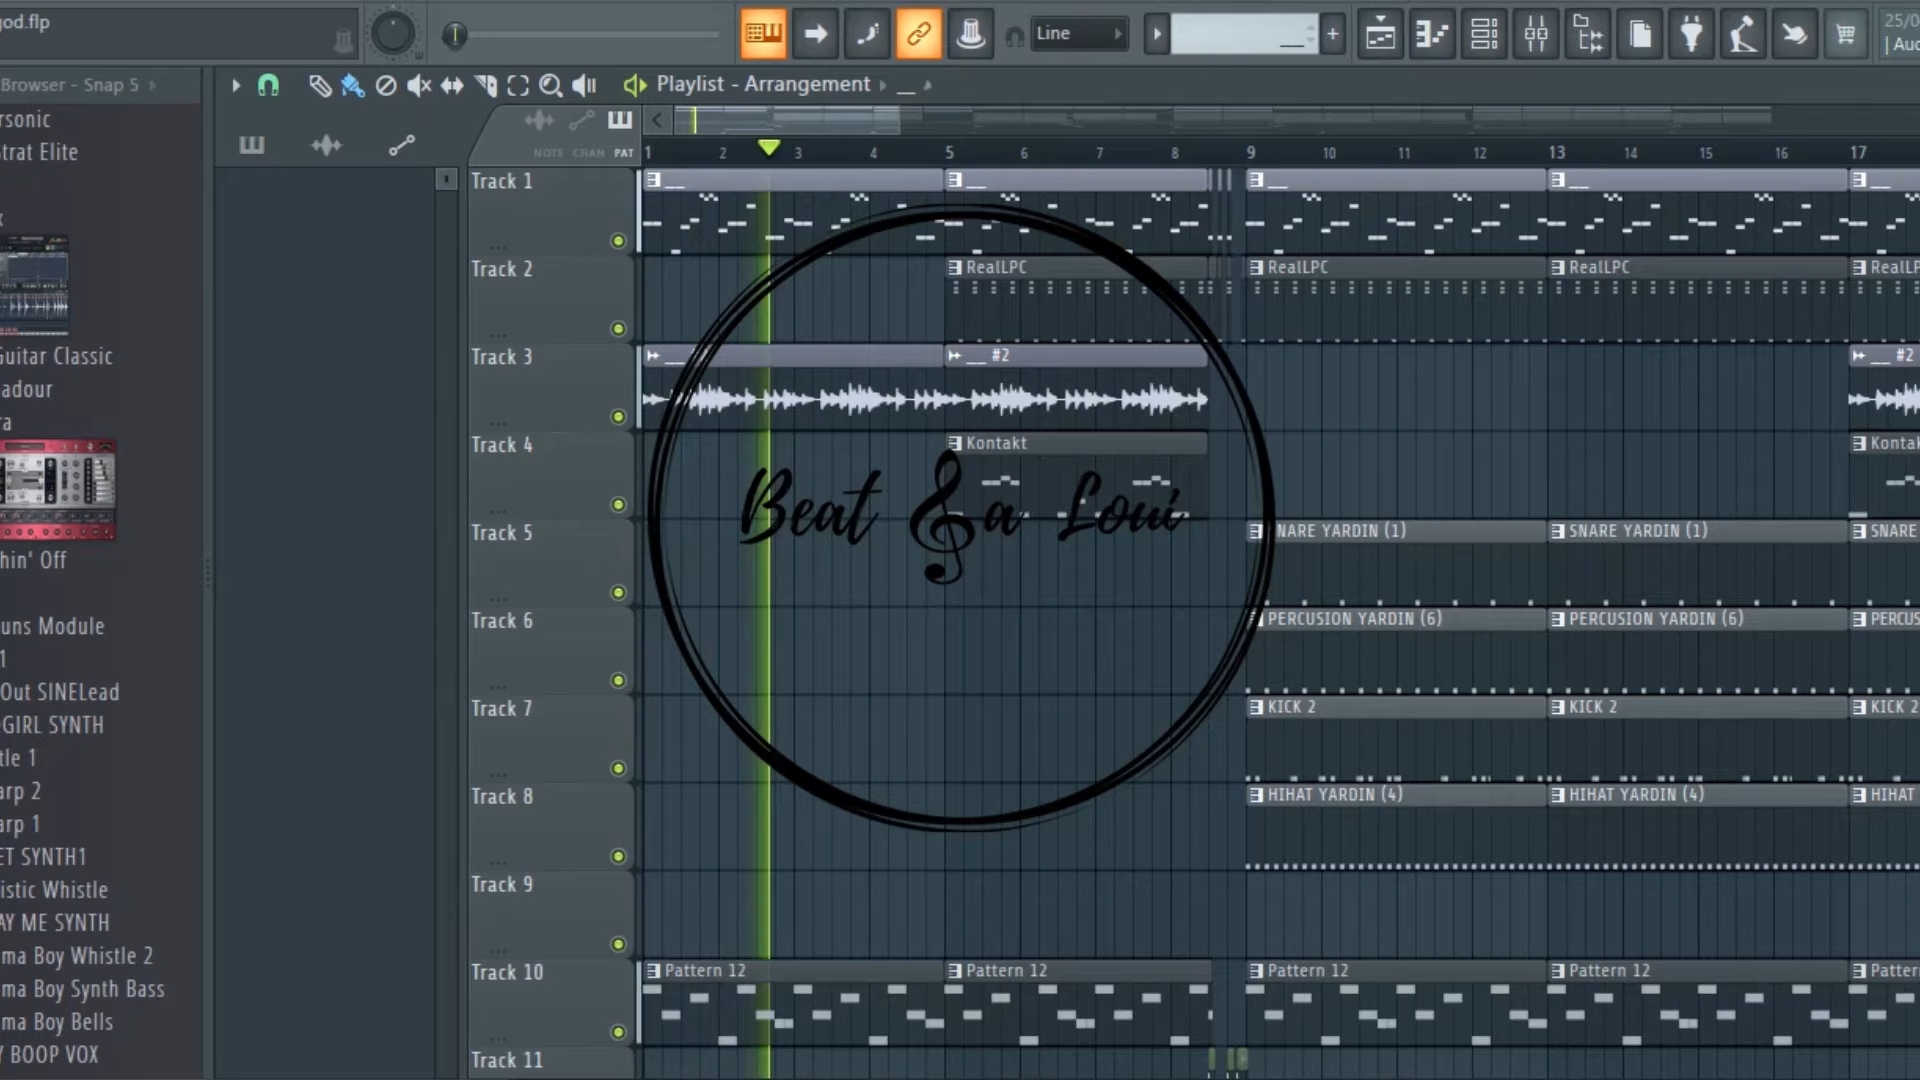 god.flp
Line
25/0
Browser - Snap 5
Playlist - Arrangement
Aud
NOTE CHAN PAT
1 2 3 4 5 6 7 8 9 10 11 12 13 14 15 16 17
rsonic
trat Elite
Guitar Classic
adour
ra
hin' Off
uns Module
1
Out SINELead
GIRL SYNTH
tle 1
arp 2
arp 1
ET SYNTH1
istic Whistle
AY ME SYNTH
ma Boy Whistle 2
ma Boy Synth Bass
ma Boy Bells
Y BOOP VOX
Track 1
Track 2
RealLPC RealLPC RealLPC RealLP
Track 3
#2 #2
Track 4
Kontakt Kontak
Beat a Loui
Track 5
NARE YARDIN (1) SNARE YARDIN (1) SNARE
Track 6
PERCUSION YARDIN (6) PERCUSION YARDIN (6) PERCUS
Track 7
KICK 2 KICK 2 KICK 2
Track 8
HIHAT YARDIN (4) HIHAT YARDIN (4) HIHAT
Track 9
Track 10
Pattern 12 Pattern 12 Pattern 12 Pattern 12 Patter
Track 11